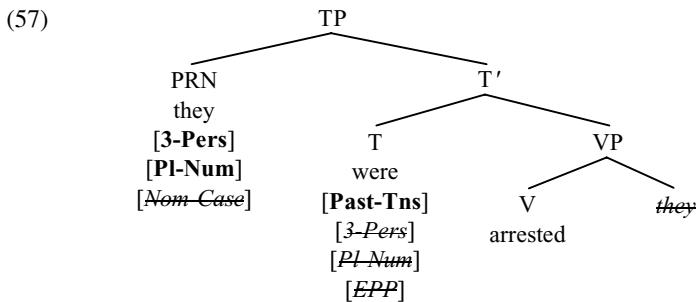 (57) TP
PRN T′
they
[3-Pers] T VP
[Pl-Num] were
[Nom-Case] [Past-Tns] V they
[3-Pers] arrested
[Pl-Num]
[EPP]